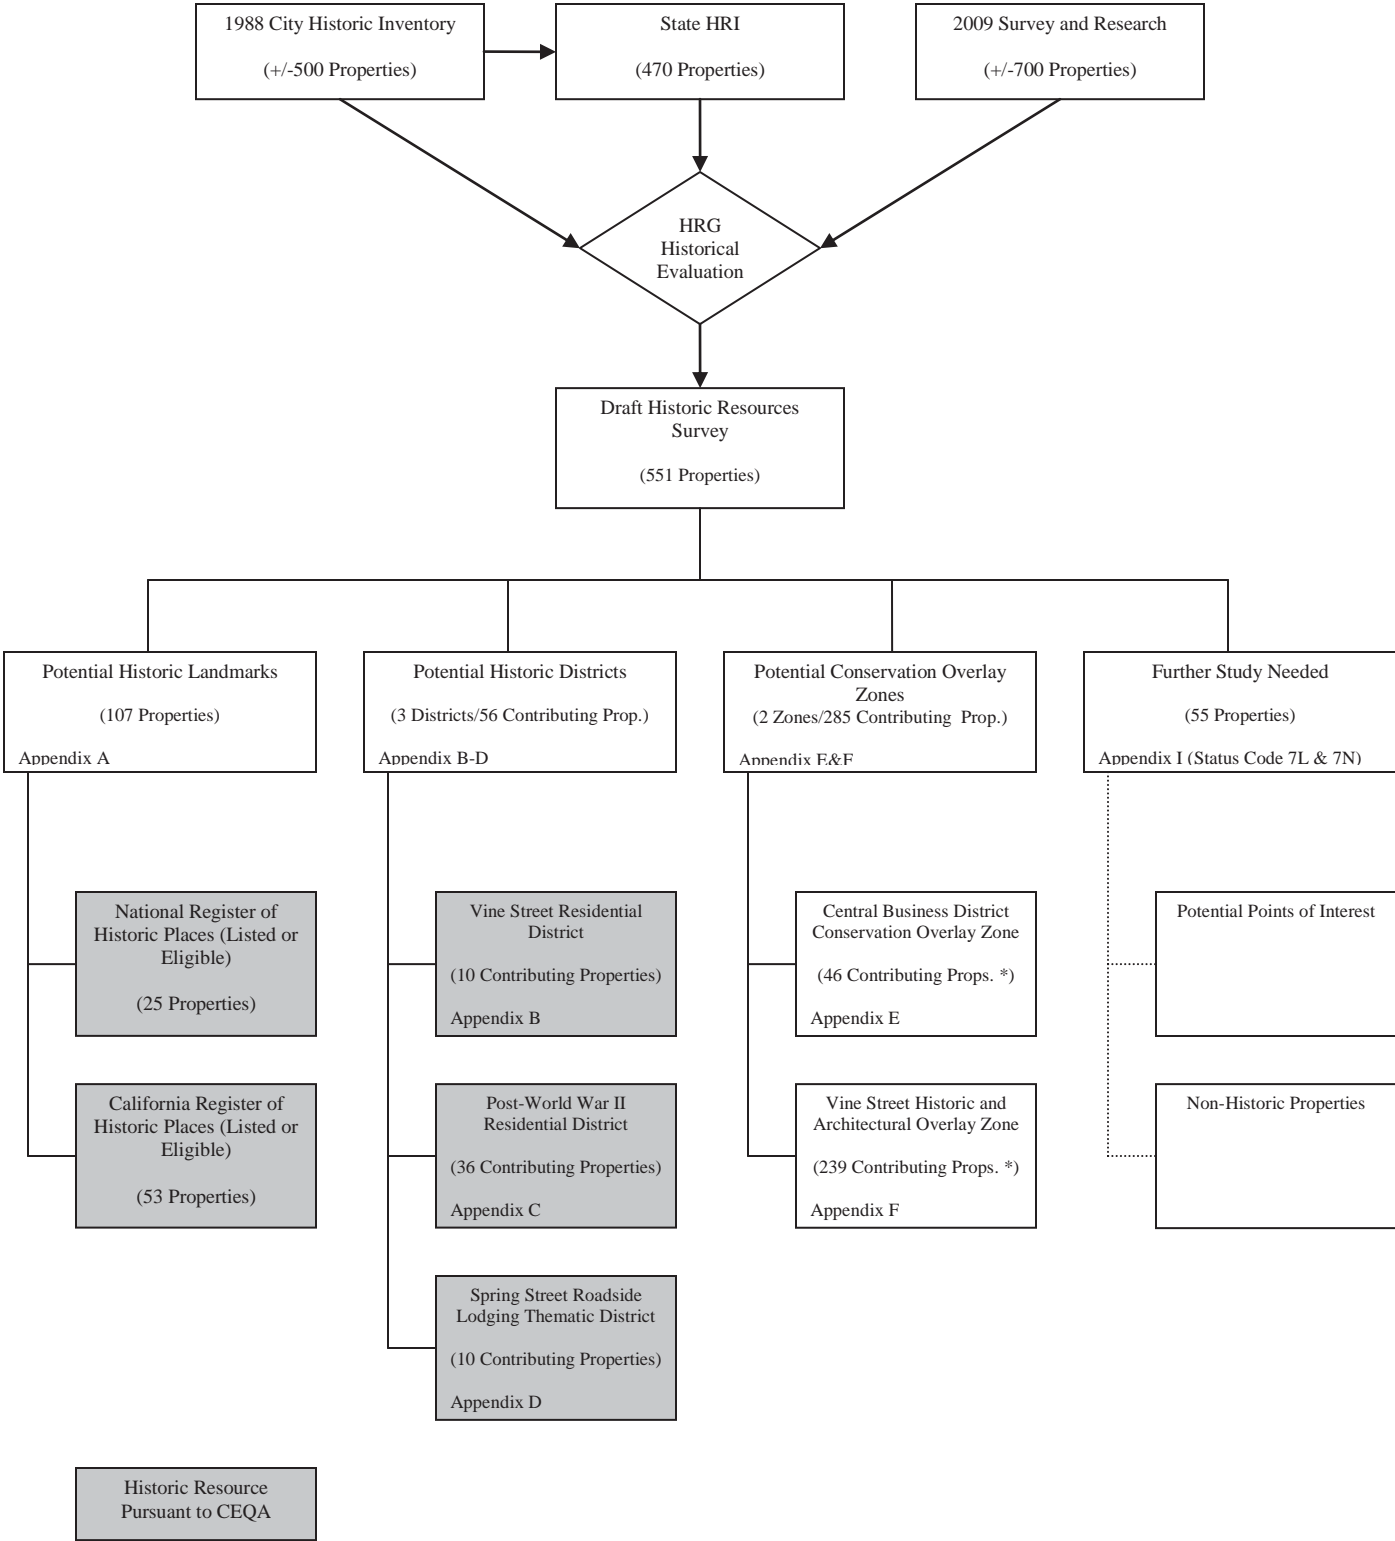 1988 City Historic Inventory
(+/-500 Properties)
State HRI
(470 Properties)
2009 Survey and Research
(+/-700 Properties)
HRG
Historical
Evaluation
Draft Historic Resources
Survey
(551 Properties)
Potential Historic Landmarks
(107 Properties)
Appendix A
Potential Historic Districts
(3 Districts/56 Contributing Prop.)
Appendix B-D
Potential Conservation Overlay
Zones
(2 Zones/285 Contributing Prop.)
Appendix E&F
Further Study Needed
(55 Properties)
Appendix I (Status Code 7L & 7N)
National Register of
Historic Places (Listed or
Eligible)
(25 Properties)
Vine Street Residential
District
(10 Contributing Properties)
Appendix B
Central Business District
Conservation Overlay Zone
(46 Contributing Props. *)
Appendix E
Potential Points of Interest
California Register of
Historic Places (Listed or
Eligible)
(53 Properties)
Post-World War II
Residential District
(36 Contributing Properties)
Appendix C
Vine Street Historic and
Architectural Overlay Zone
(239 Contributing Props. *)
Appendix F
Non-Historic Properties
Spring Street Roadside
Lodging Thematic District
(10 Contributing Properties)
Appendix D
Historic Resource
Pursuant to CEQA